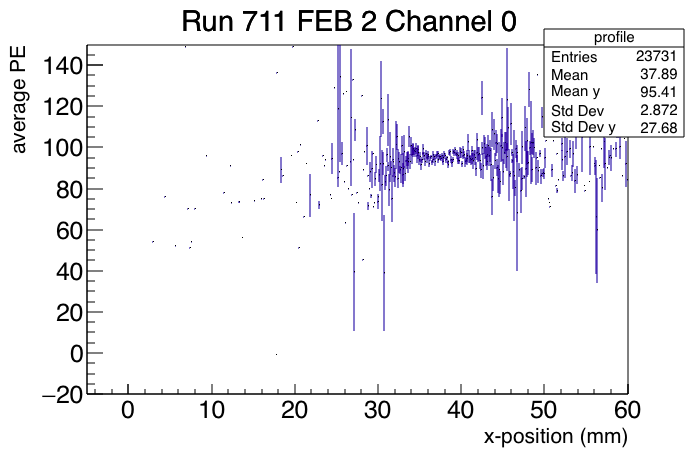 Run 711 FEB 2 Channel 0
profile
Entries 23731
Mean 37.89
Mean y 95.41
Std Dev 2.872
Std Dev y 27.68
average PE
140
120
100
80
60
40
20
0
−20
0 10 20 30 40 50 60
x-position (mm)